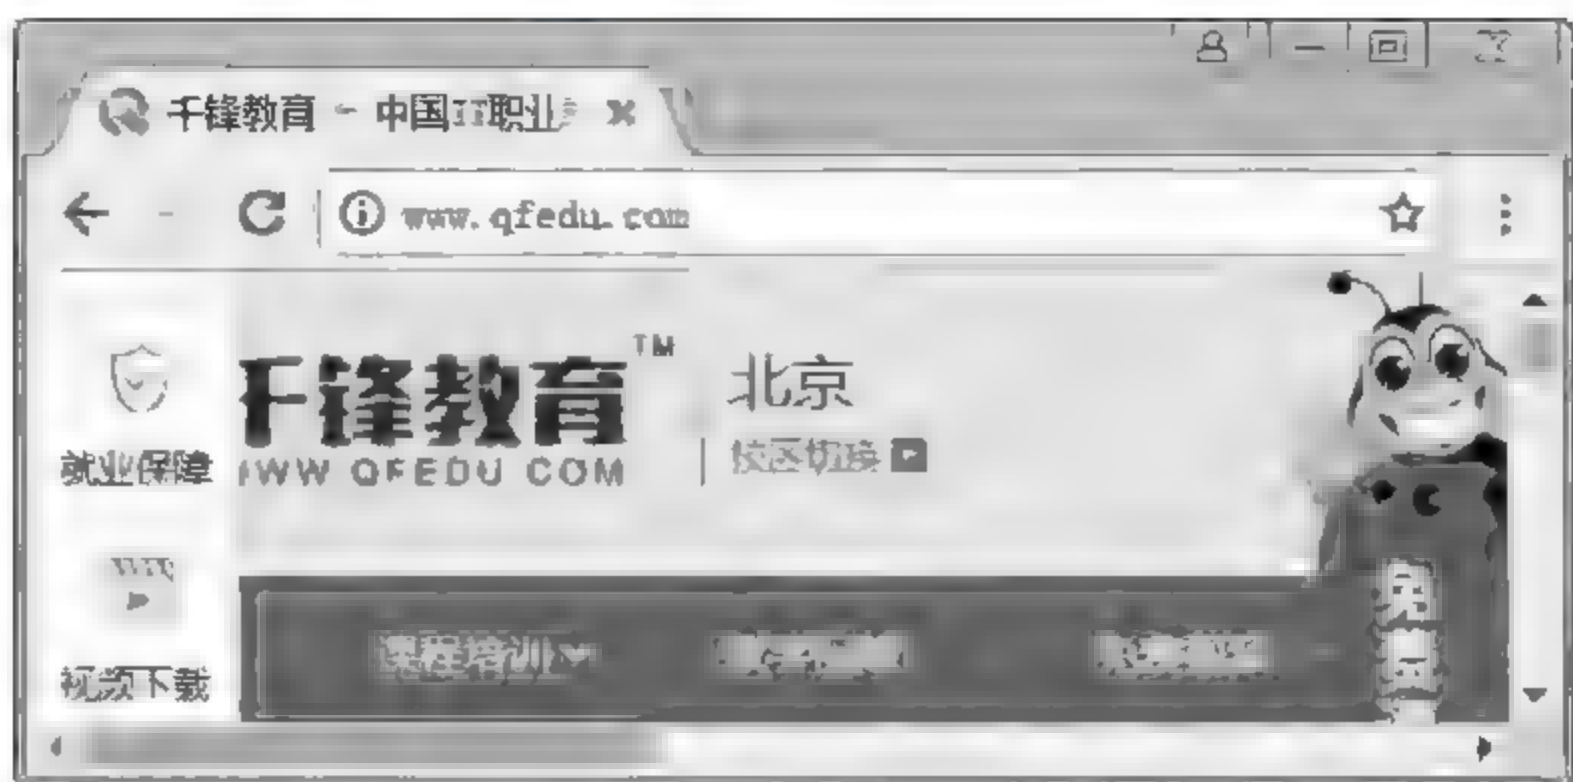 千锋教育 - 中国IT职业
www.qfedu.com
千锋教育™
WWW QFEDU COM
北京
校区切换
就业保障
课程培训
视频下载